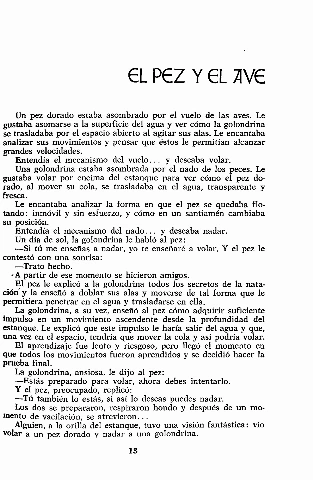 EL PEZ Y EL AVE
Un pez dorado estaba asombrado por el vuelo de las aves. Le
gustaba asomarse a la superficie del agua y ver cómo la golondrina
se trasladaba por el espacio abierto al agitar sus alas. Le encantaba
analizar sus movimientos y pensar que éstos le permitían alcanzar
grandes velocidades.
Entendía el mecanismo del vuelo... y deseaba volar.
Una golondrina estaba asombrada por el nado de los peces. Le
gustaba volar por encima del estanque para ver cómo el pez do-
rado, al mover su cola, se trasladaba en el agua, transparente y
fresca.
Le encantaba analizar la forma en que el pez se quedaba flo-
tando: inmóvil y sin esfuerzo, y cómo en un santiamén cambiaba
su posición.
Entendía el mecanismo del nado... y deseaba nadar.
Un día de sol, la golondrina le habló al pez:
—Si tú me enseñas a nadar, yo te enseñaré a volar. Y el pez le
contestó con una sonrisa:
—Trato hecho.
A partir de ese momento se hicieron amigos.
El pez le explicó a la golondrina todos los secretos de la nata-
ción y la enseñó a doblar sus alas y moverse de tal forma que le
permitiera penetrar en el agua y trasladarse en ella.
La golondrina, a su vez, enseñó al pez cómo adquirir suficiente
impulso en un movimiento ascendente desde la profundidad del
estanque. Le explicó que este impulso le haría salir del agua y que,
una vez en el espacio, tendría que mover la cola y así podría volar.
El aprendizaje fue lento y riesgoso, pero llegó el momento en
que todos los movimientos fueron aprendidos y se decidió hacer la
prueba final.
La golondrina, ansiosa, le dijo al pez:
—Estás preparado para volar, ahora debes intentarlo.
Y el pez, preocupado, replicó:
—Tú también lo estás, si así lo deseas puedes nadar.
Los dos se prepararon, respiraron hondo y después de un mo-
mento de vacilación, se atrevieron...
Alguien, a la orilla del estanque, tuvo una visión fantástica: vio
volar a un pez dorado y nadar a una golondrina.